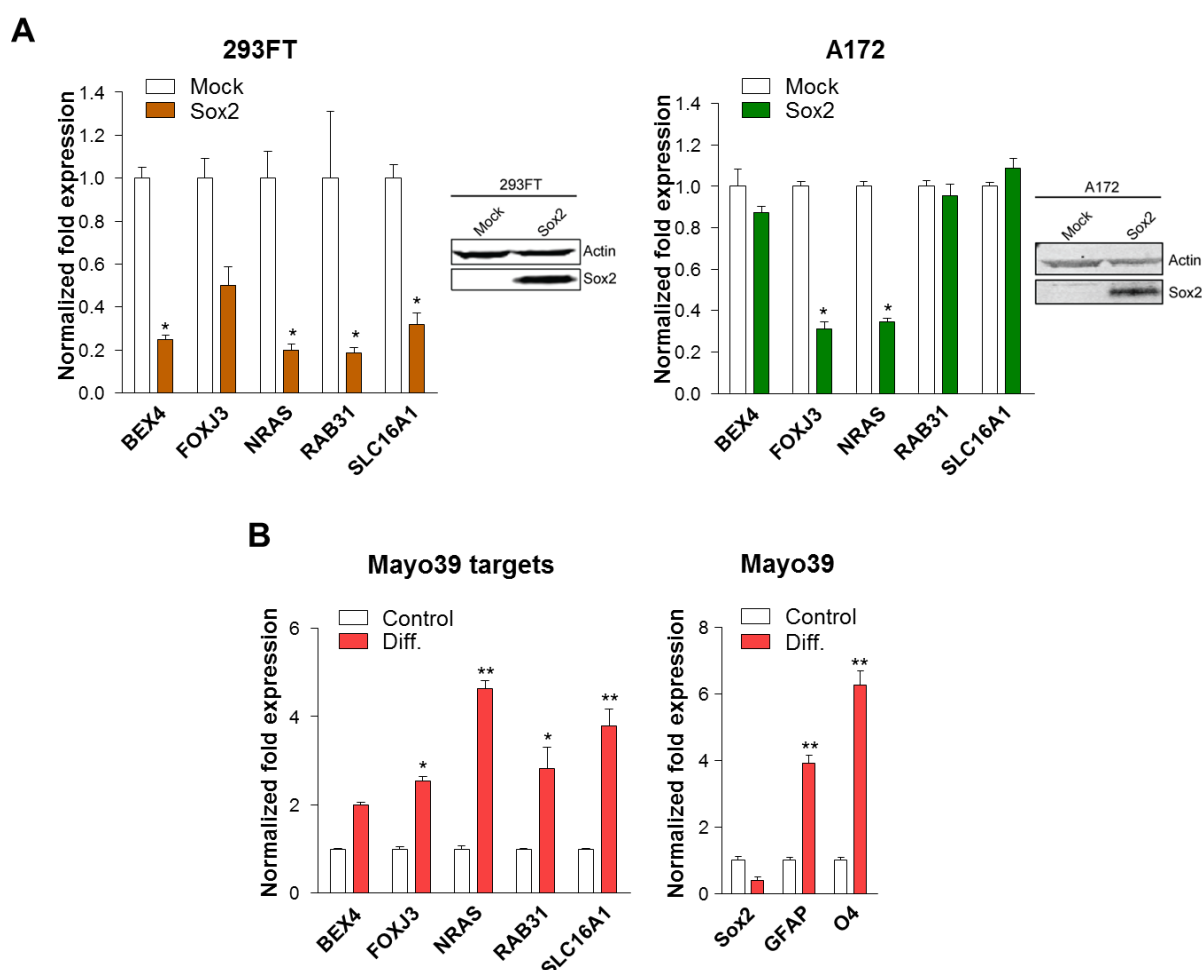 A
293FT
Mock
Sox2
Normalized fold expression
1.4
1.2
1.0
0.8
0.6
0.4
0.2
0.0
*
*
*
*
BEX4
FOXJ3
NRAS
RAB31
SLC16A1
293FT
Mock
Sox2
Actin
Sox2
A172
Mock
Sox2
Normalized fold expression
1.4
1.2
1.0
0.8
0.6
0.4
0.2
0.0
*
*
BEX4
FOXJ3
NRAS
RAB31
SLC16A1
A172
Mock
Sox2
Actin
Sox2
B
Mayo39 targets
Control
Diff.
Normalized fold expression
6
4
2
0
*
**
*
**
BEX4
FOXJ3
NRAS
RAB31
SLC16A1
Mayo39
Control
Diff.
Normalized fold expression
8
6
4
2
0
**
**
Sox2
GFAP
O4